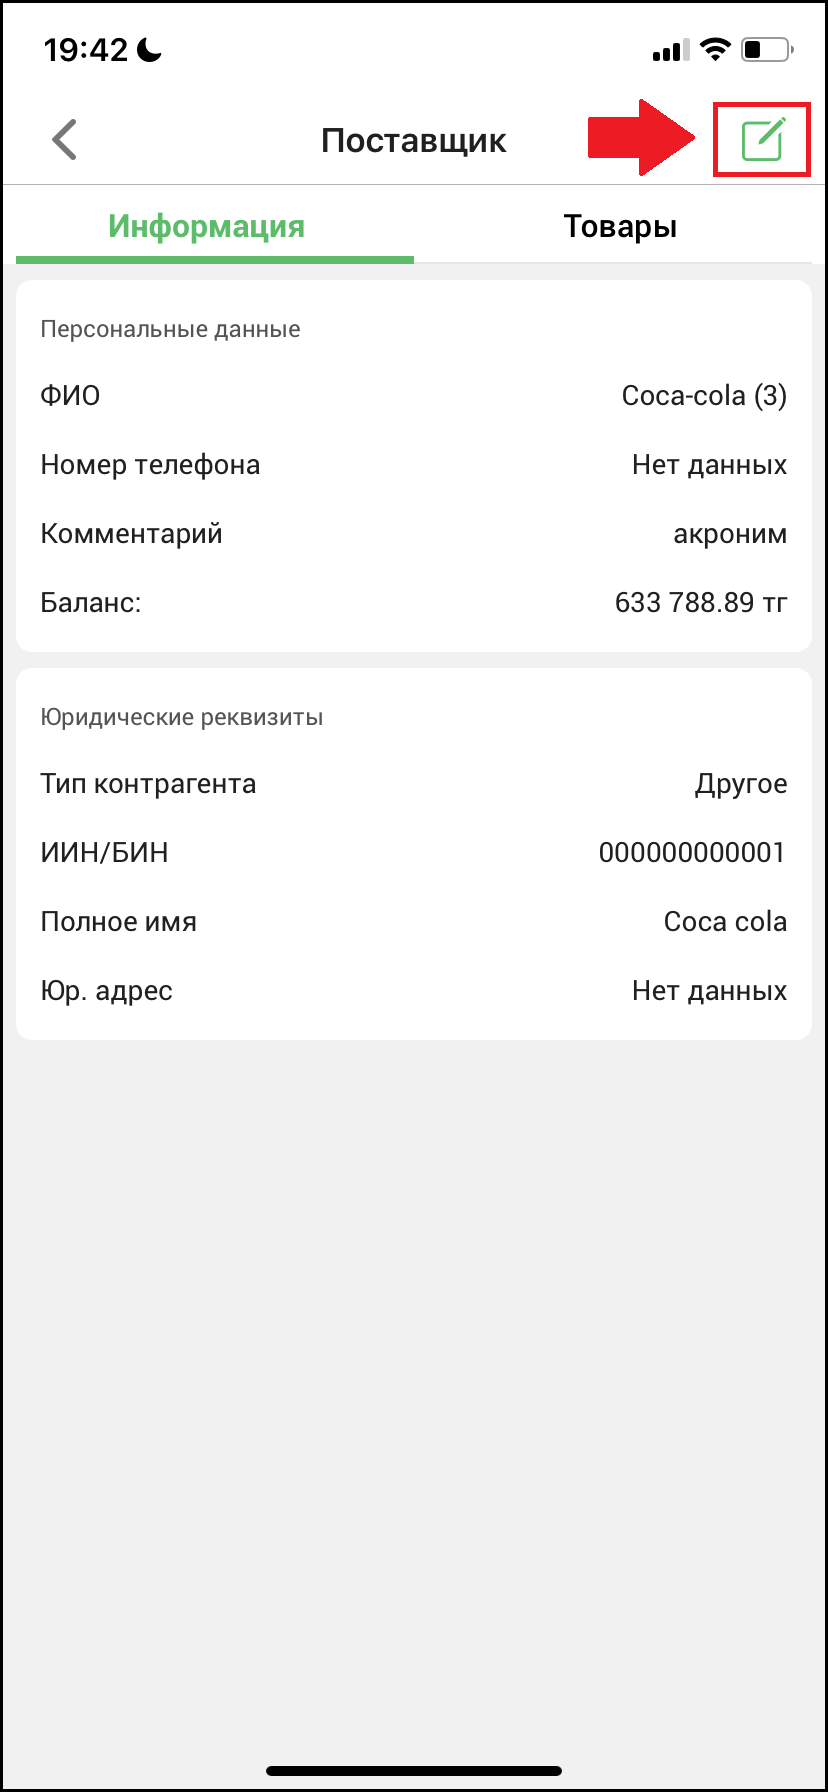 19:42
Поставщик
Информация
Товары
Персональные данные
ФИО Coca-cola (3)
Номер телефона Нет данных
Комментарий акроним
Баланс: 633 788.89 тг
Юридические реквизиты
Тип контрагента Другое
ИИН/БИН 000000000001
Полное имя Coca cola
Юр. адрес Нет данных